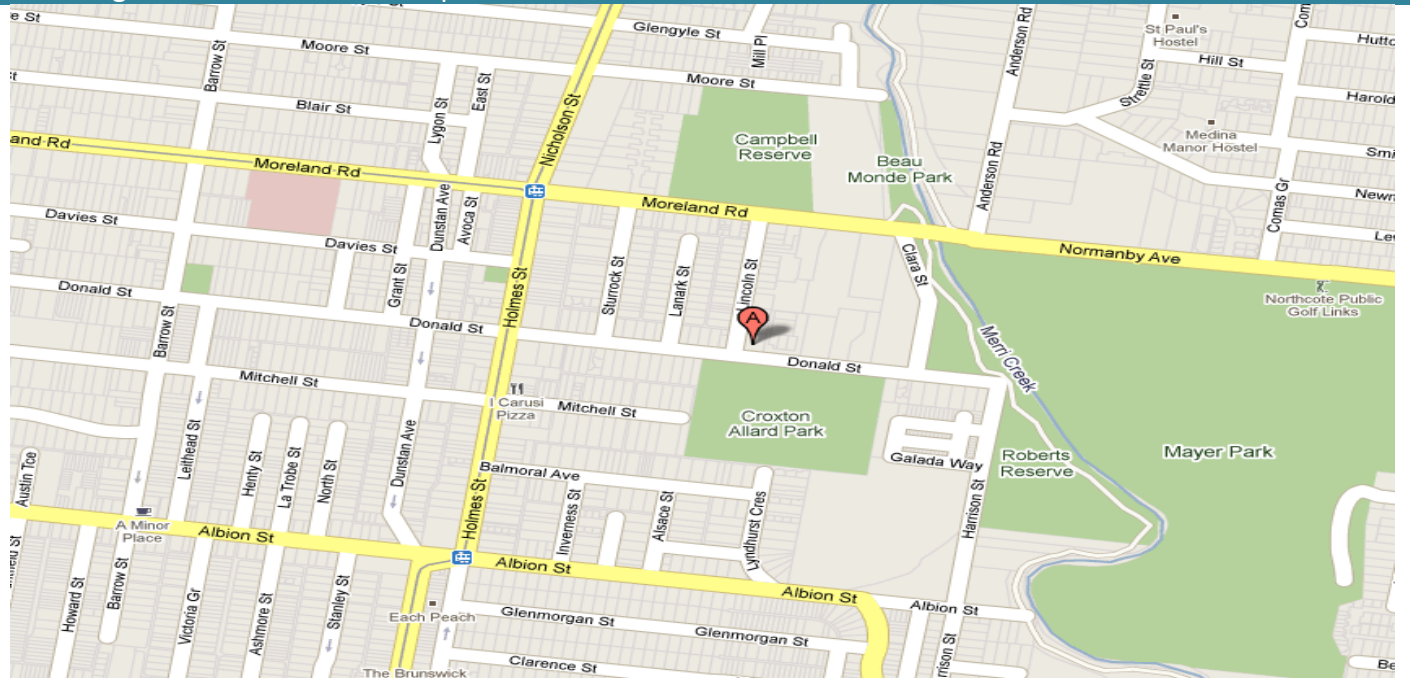 Glengyle St
Mill Pl
Anderson Rd
St Paul's
Hostel
Barrow St
Moore St
Hill St
East St
Moore St
Strettle St
Blair St
Lygon St
Nicholson St
Campbell
Reserve
Medina
Manor Hostel
Moreland Rd
Beau
Monde Park
Anderson Rd
Comas Gr
Dunstan Ave
Avoca St
Moreland Rd
Davies St
Davies St
Normanby Ave
Clara St
Grant St
Holmes St
Sturrock St
Lanark St
Lincoln St
Donald St
Northcote Public
Golf Links
A
Donald St
Barrow St
Merri Creek
Donald St
Mitchell St
I Carusi
Pizza
Mitchell St
Croxton
Allard Park
Leithead St
Dunstan Ave
Galada Way
Roberts
Reserve
Mayer Park
Austin Tce
Henty St
La Trobe St
North St
Balmoral Ave
Holmes St
Inverness St
Alsace St
Lyndhurst Cres
Harrison St
A Minor
Place
Albion St
Albion St
Albion St
Albion St
Howard St
Barrow St
Victoria Gr
Ashmore St
Stanley St
Each Peach
Glenmorgan St
Glenmorgan St
Clarence St
The Brunswick